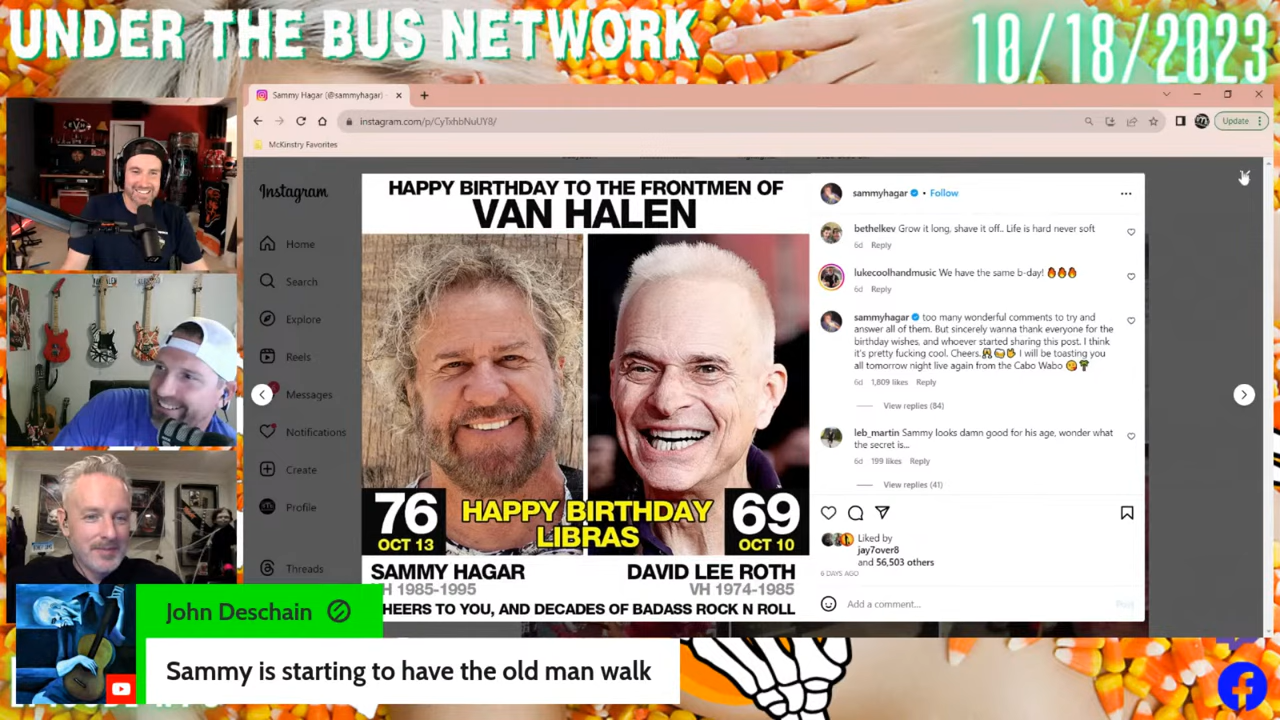 UNDER THE BUS NETWORK
10/18/2023
Sammy Hagar (@sammyhagar)
instagram.com/p/CyTxhbNuUY8/
Update
McKinstry Favorites
Instagram
Home
Search
Explore
Reels
Messages
Notifications
Create
Profile
Threads
HAPPY BIRTHDAY TO THE FRONTMEN OF
VAN HALEN
76
OCT 13
HAPPY BIRTHDAY
LIBRAS
69
OCT 10
SAMMY HAGAR
DAVID LEE ROTH
H 1985-1995
VH 1974-1985
HEERS TO YOU, AND DECADES OF BADASS ROCK N ROLL
sammyhagar • Follow
bethelkev Grow it long, shave it off.. Life is hard never soft
6d Reply
lukecoolhandmusic We have the same b-day! 🔥🔥🔥
6d Reply
sammyhagar too many wonderful comments to try and
answer all of them. But sincerely wanna thank everyone for the
birthday wishes, and whoever started sharing this post. I think
it's pretty fucking cool. Cheers. I will be toasting you
all tomorrow night live again from the Cabo Wabo
6d 1,809 likes Reply
View replies (84)
leb_martin Sammy looks damn good for his age, wonder what
the secret is...
6d 199 likes Reply
View replies (41)
Liked by
jay7over8
and 56,503 others
6 DAYS AGO
Add a comment...
Post
John Deschain
Sammy is starting to have the old man walk